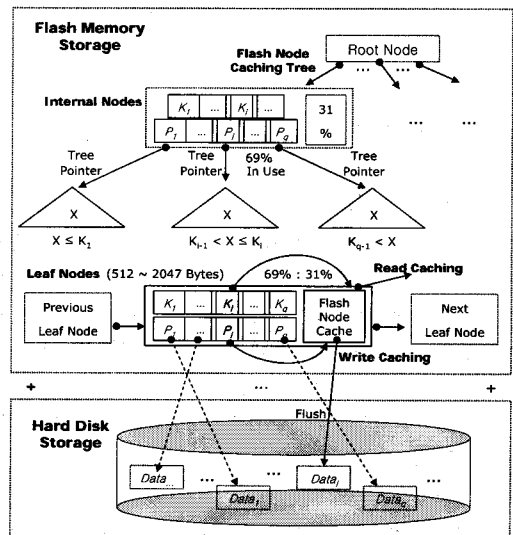 Flash Memory
Storage
Flash Node
Caching Tree
Root Node
... ...
Internal Nodes
K1 ... Ki ...
P1 ... Pi ... Pq
31
%
... ...
Tree
Pointer
Tree
Pointer
69%
In Use
Tree
Pointer
X
X
X
X ≤ K1
Ki-1 < X ≤ Ki
Kq-1 < X
Leaf Nodes (512 ~ 2047 Bytes)
69% : 31%
Read Caching
Previous
Leaf Node
K1 ... Ki ... Kq
P1 ... Pi ...
Flash
Node
Cache
Next
Leaf Node
Write Caching
+ ... +
Hard Disk
Storage
Flush
Data... ... ... Datai ...
Data1 ... Dataq